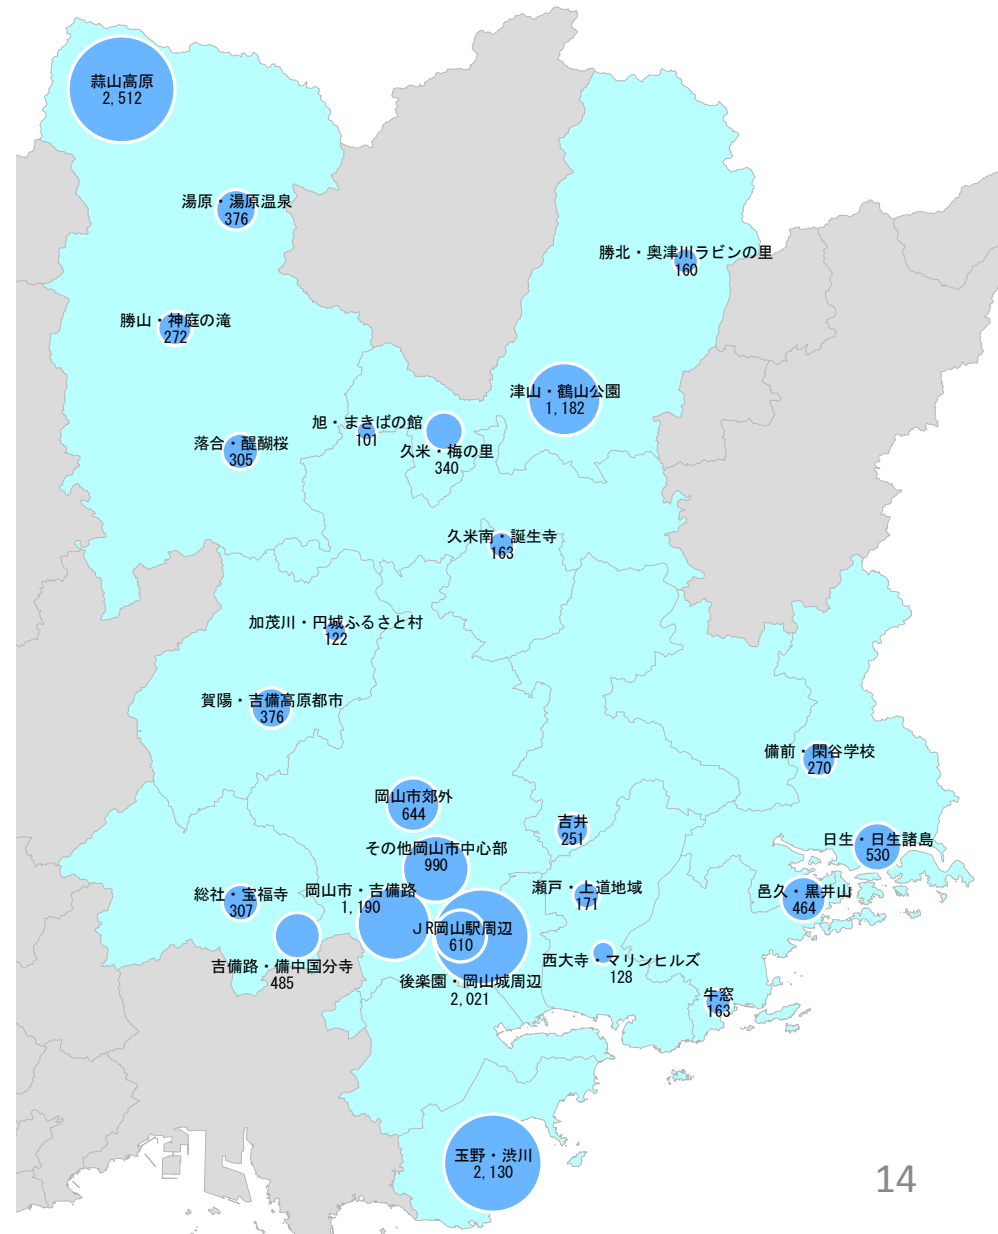 蒜山高原
2,512
湯原・湯原温泉
376
勝北・奥津川ラビンの里
160
勝山・神庭の滝
272
津山・鶴山公園
1,182
旭・まきばの館
101
久米・梅の里
340
落合・醍醐桜
305
久米南・誕生寺
163
加茂川・円城ふるさと村
122
賀陽・吉備高原都市
376
備前・閑谷学校
270
岡山市郊外
644
吉井
251
日生・日生諸島
530
その他岡山市中心部
990
総社・宝福寺
307
岡山市・吉備路
1,190
瀬戸・上道地域
171
邑久・黒井山
464
JR岡山駅周辺
610
吉備路・備中国分寺
485
後楽園・岡山城周辺
2,021
西大寺・マリンヒルズ
128
牛窓
163
玉野・渋川
2,130
14